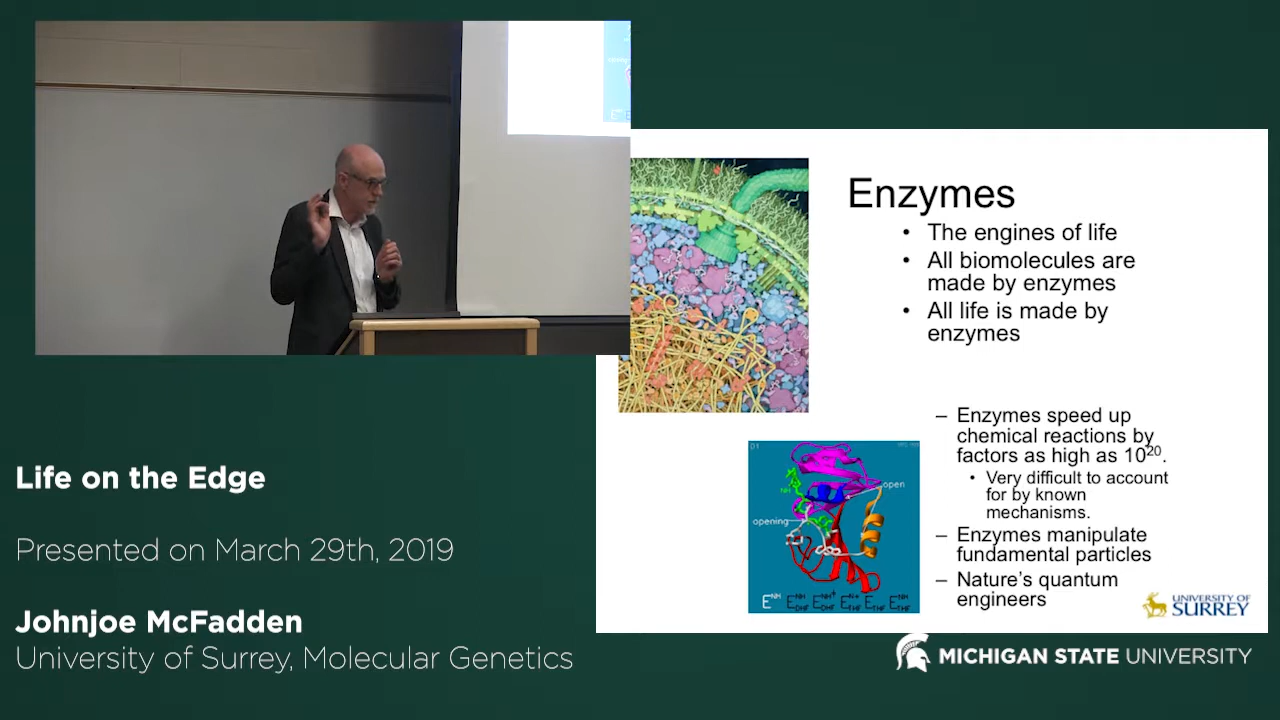 Enzymes
• The engines of life
• All biomolecules are
made by enzymes
• All life is made by
enzymes
– Enzymes speed up
chemical reactions by
factors as high as 10²⁰.
• Very difficult to account
for by known
mechanisms.
– Enzymes manipulate
fundamental particles
– Nature's quantum
engineers
open
opening
NH
UNIVERSITY OF
SURREY
Life on the Edge
Presented on March 29th, 2019
Johnjoe McFadden
University of Surrey, Molecular Genetics
MICHIGAN STATE UNIVERSITY